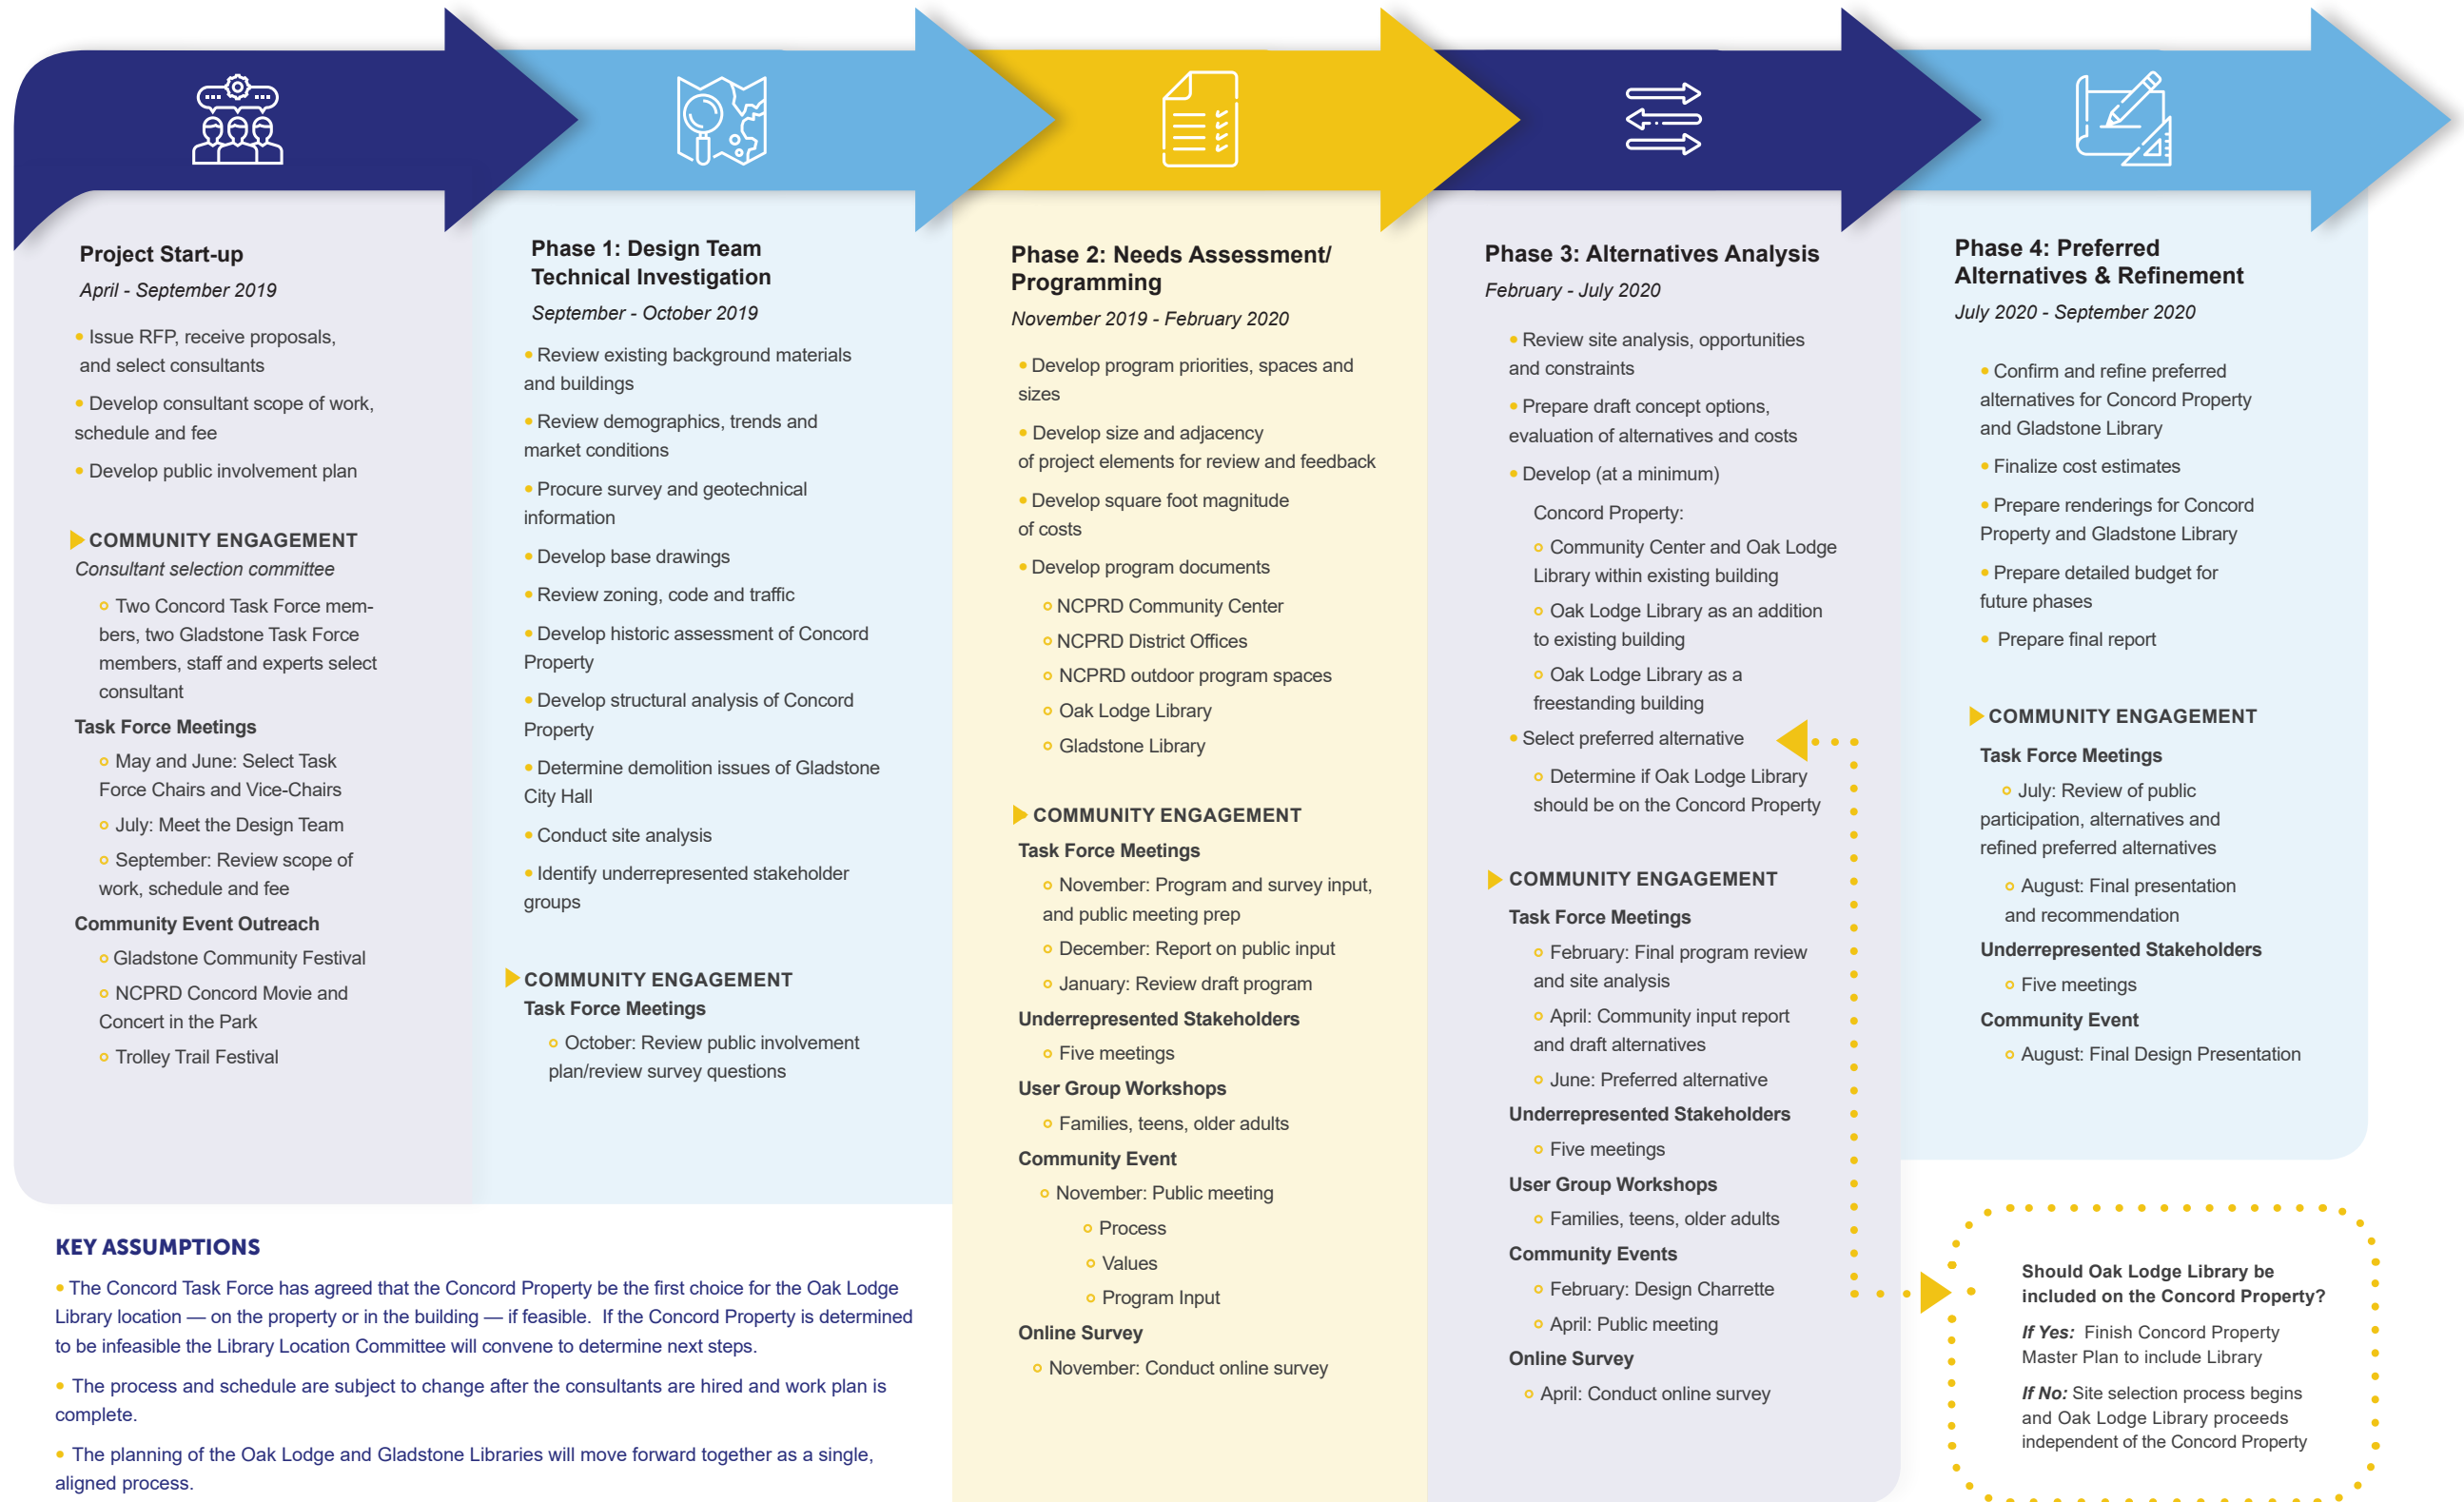 Project Start-up
April - September 2019
• Issue RFP, receive proposals,
and select consultants
• Develop consultant scope of work,
schedule and fee
• Develop public involvement plan
COMMUNITY ENGAGEMENT
Consultant selection committee
Two Concord Task Force mem-
bers, two Gladstone Task Force
members, staff and experts select
consultant
Task Force Meetings
May and June: Select Task
Force Chairs and Vice-Chairs
July: Meet the Design Team
September: Review scope of
work, schedule and fee
Community Event Outreach
Gladstone Community Festival
NCPRD Concord Movie and
Concert in the Park
Trolley Trail Festival
Phase 1: Design Team
Technical Investigation
September - October 2019
• Review existing background materials
and buildings
• Review demographics, trends and
market conditions
• Procure survey and geotechnical
information
• Develop base drawings
• Review zoning, code and traffic
• Develop historic assessment of Concord
Property
• Develop structural analysis of Concord
Property
• Determine demolition issues of Gladstone
City Hall
• Conduct site analysis
• Identify underrepresented stakeholder
groups
COMMUNITY ENGAGEMENT
Task Force Meetings
October: Review public involvement
plan/review survey questions
Phase 2: Needs Assessment/
Programming
November 2019 - February 2020
• Develop program priorities, spaces and
sizes
• Develop size and adjacency
of project elements for review and feedback
• Develop square foot magnitude
of costs
• Develop program documents
NCPRD Community Center
NCPRD District Offices
NCPRD outdoor program spaces
Oak Lodge Library
Gladstone Library
COMMUNITY ENGAGEMENT
Task Force Meetings
November: Program and survey input,
and public meeting prep
December: Report on public input
January: Review draft program
Underrepresented Stakeholders
Five meetings
User Group Workshops
Families, teens, older adults
Community Event
November: Public meeting
Process
Values
Program Input
Online Survey
November: Conduct online survey
Phase 3: Alternatives Analysis
February - July 2020
• Review site analysis, opportunities
and constraints
• Prepare draft concept options,
evaluation of alternatives and costs
• Develop (at a minimum)
Concord Property:
Community Center and Oak Lodge
Library within existing building
Oak Lodge Library as an addition
to existing building
Oak Lodge Library as a
freestanding building
• Select preferred alternative
Determine if Oak Lodge Library
should be on the Concord Property
COMMUNITY ENGAGEMENT
Task Force Meetings
February: Final program review
and site analysis
April: Community input report
and draft alternatives
June: Preferred alternative
Underrepresented Stakeholders
Five meetings
User Group Workshops
Families, teens, older adults
Community Events
February: Design Charrette
April: Public meeting
Online Survey
April: Conduct online survey
Phase 4: Preferred
Alternatives & Refinement
July 2020 - September 2020
• Confirm and refine preferred
alternatives for Concord Property
and Gladstone Library
• Finalize cost estimates
• Prepare renderings for Concord
Property and Gladstone Library
• Prepare detailed budget for
future phases
• Prepare final report
COMMUNITY ENGAGEMENT
Task Force Meetings
July: Review of public
participation, alternatives and
refined preferred alternatives
August: Final presentation
and recommendation
Underrepresented Stakeholders
Five meetings
Community Event
August: Final Design Presentation
KEY ASSUMPTIONS
• The Concord Task Force has agreed that the Concord Property be the first choice for the Oak Lodge
Library location — on the property or in the building — if feasible. If the Concord Property is determined
to be infeasible the Library Location Committee will convene to determine next steps.
• The process and schedule are subject to change after the consultants are hired and work plan is
complete.
• The planning of the Oak Lodge and Gladstone Libraries will move forward together as a single,
aligned process.
Should Oak Lodge Library be
included on the Concord Property?
If Yes: Finish Concord Property
Master Plan to include Library
If No: Site selection process begins
and Oak Lodge Library proceeds
independent of the Concord Property